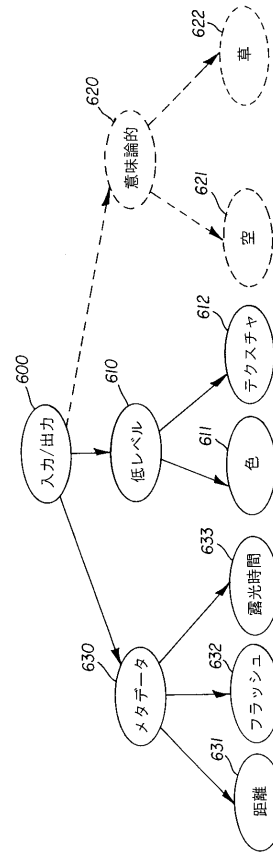 600
入力/出力
630
メタデータ
610
低レベル
620
意味論的
631
距離
632
フラッシュ
633
露光時間
611
色
612
テクスチャ
621
空
622
草